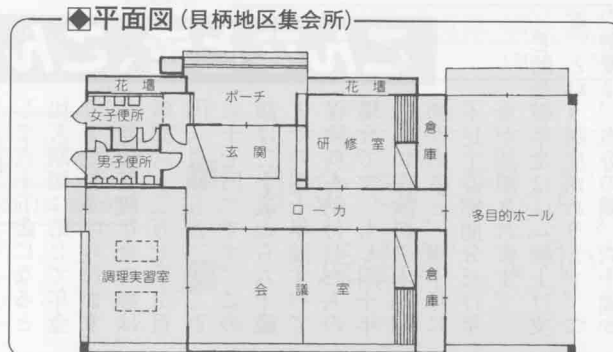 ◆平面図(貝柄地区集会所)
花壇
ポーチ
花壇
女子便所
男子便所
玄関
研修室
倉庫
ロ一カ
多目的ホール
調理実習室
会議室
倉庫